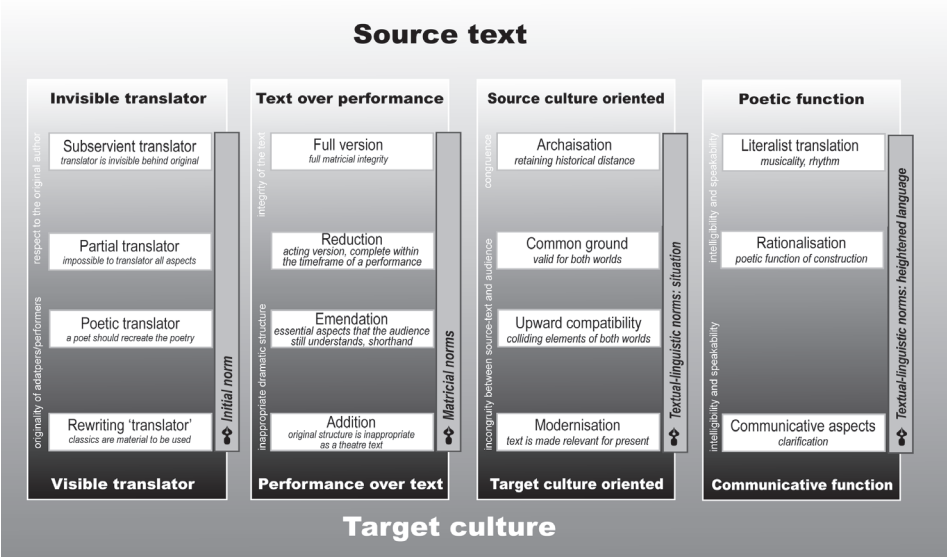 Source text
Invisible translator
respect to the original author
Subservient translator
translator is invisible behind original
Partial translator
impossible to translate all aspects
originality of adatpers/performers
Poetic translator
a poet should recreate the poetry
Rewriting ‘translator’
classics are material to be used
Initial norm
Visible translator
Text over performance
integrity of the text
Full version
full matricial integrity
Reduction
acting version, complete within
the timeframe of a performance
inappropriate dramatic structure
Emendation
essential aspects that the audience
still understands, shorthand
Addition
original structure is inappropriate
as a theatre text
Matricial norms
Performance over text
Source culture oriented
congruence
Archaisation
retaining historical distance
Common ground
valid for both worlds
incongruity between source-text and audience
Upward compatibility
colliding elements of both worlds
Modernisation
text is made relevant for present
Textual-linguistic norms: situation
Target culture oriented
Poetic function
intelligibility and speakability
Literalist translation
musicality, rhythm
Rationalisation
poetic function of construction
intelligibility and speakability
Communicative aspects
clarification
Textual-linguistic norms: heightened language
Communicative function
Target culture